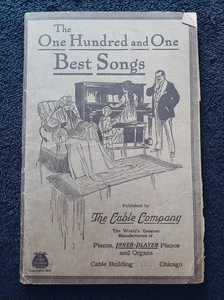 The
One Hundred and One
Best Songs
Published by
The Cable Company
The World's Greatest
Manufacturers of
Pianos, INNER-PLAYER Pianos
and Organs
Cable Building Chicago